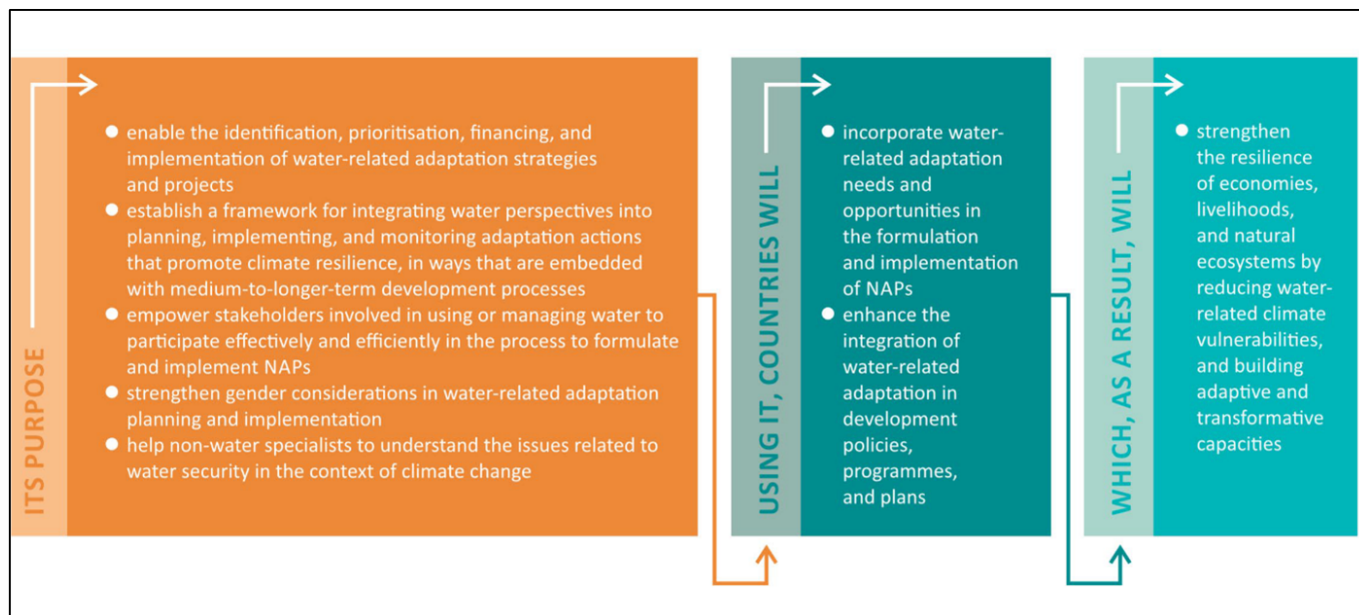 ITS PURPOSE
enable the identification, prioritisation, financing, and
implementation of water-related adaptation strategies
and projects
establish a framework for integrating water perspectives into
planning, implementing, and monitoring adaptation actions
that promote climate resilience, in ways that are embedded
with medium-to-longer-term development processes
empower stakeholders involved in using or managing water to
participate effectively and efficiently in the process to formulate
and implement NAPs
strengthen gender considerations in water-related adaptation
planning and implementation
help non-water specialists to understand the issues related to
water security in the context of climate change
USING IT, COUNTRIES WILL
incorporate water-
related adaptation
needs and
opportunities in
the formulation
and implementation
of NAPs
enhance the
integration of
water-related
adaptation in
development
policies,
programmes,
and plans
WHICH, AS A RESULT, WILL
strengthen
the resilience
of economies,
livelihoods,
and natural
ecosystems by
reducing water-
related climate
vulnerabilities,
and building
adaptive and
transformative
capacities